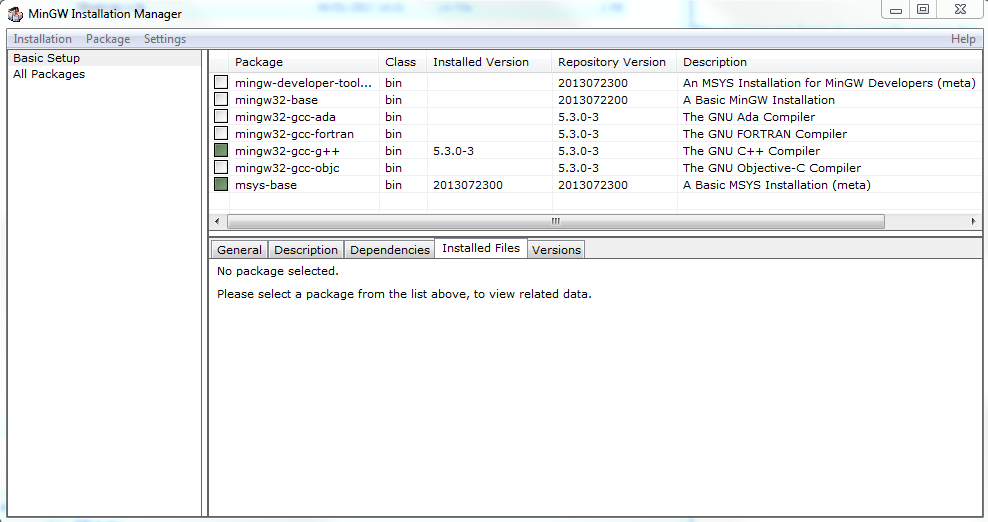 MinGW Installation Manager
Installation Package Settings Help
Basic Setup
All Packages
Package Class Installed Version Repository Version Description
mingw-developer-tool... bin 2013072300 An MSYS Installation for MinGW Developers (meta)
mingw32-base bin 2013072200 A Basic MinGW Installation
mingw32-gcc-ada bin 5.3.0-3 The GNU Ada Compiler
mingw32-gcc-fortran bin 5.3.0-3 The GNU FORTRAN Compiler
mingw32-gcc-g++ bin 5.3.0-3 5.3.0-3 The GNU C++ Compiler
mingw32-gcc-objc bin 5.3.0-3 The GNU Objective-C Compiler
msys-base bin 2013072300 2013072300 A Basic MSYS Installation (meta)
General Description Dependencies Installed Files Versions
No package selected.
Please select a package from the list above, to view related data.